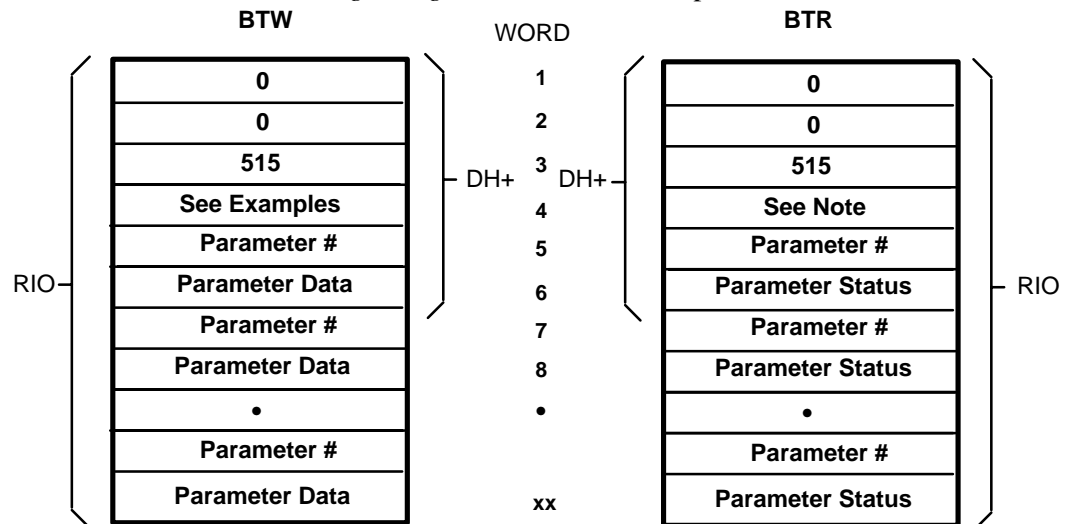 BTW WORD BTR
0 1 0
0 2 0
515 DH+ 3 DH+ 515
See Examples 4 See Note
Parameter # 5 Parameter #
RIO Parameter Data 6 Parameter Status RIO
Parameter # 7 Parameter #
Parameter Data 8 Parameter Status
• • •
Parameter # Parameter #
Parameter Data xx Parameter Status